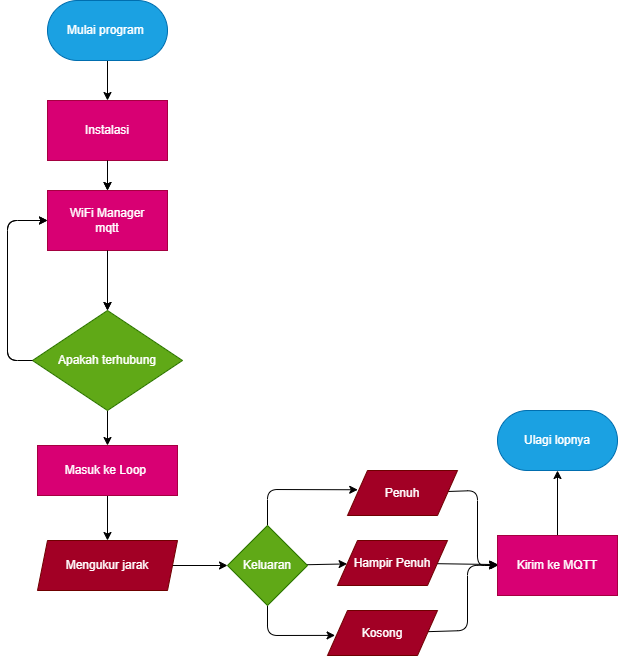 Mulai program
Instalasi
WiFi Manager
mqtt
Apakah terhubung
Masuk ke Loop
Mengukur jarak
Keluaran
Penuh
Hampir Penuh
Kosong
Kirim ke MQTT
Ulagi lopnya